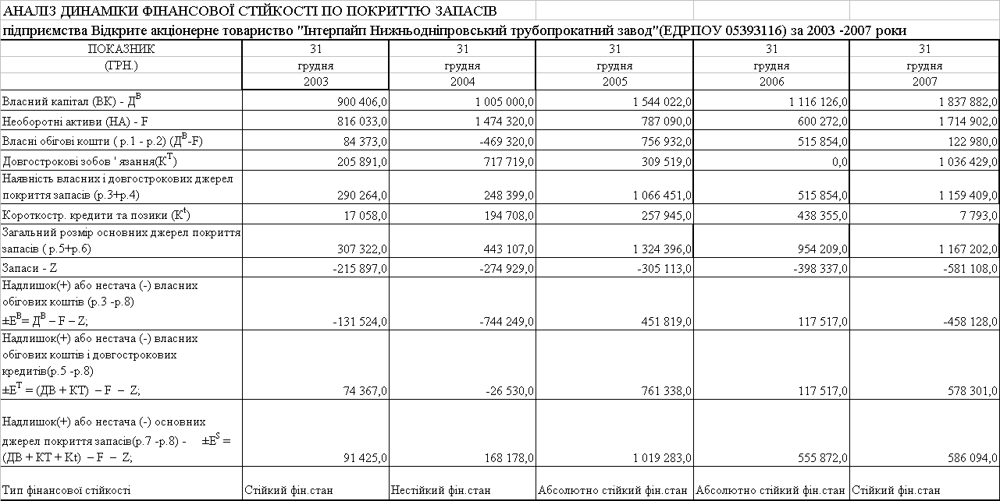 АНАЛІЗ ДИНАМІКИ ФІНАНСОВОЇ СТІЙКОСТІ ПО ПОКРИТТЮ ЗАПАСІВ
підприємства Відкрите акціонерне товариство "Інтерпайп Нижньодніпровський трубопрокатний завод"(ЕДРПОУ 05393116) за 2003 -2007 роки
ПОКАЗНИК 31 31 31 31 31
(ГРН.) грудня грудня грудня грудня грудня
2003 2004 2005 2006 2007
Власний капітал (ВК) - Д^В 900 406,0 1 005 000,0 1 544 022,0 1 116 126,0 1 837 882,0
Необоротні активи (НА) - F 816 033,0 1 474 320,0 787 090,0 600 272,0 1 714 902,0
Власні обігові кошти ( р.1 - р.2) (Д^В-F) 84 373,0 -469 320,0 756 932,0 515 854,0 122 980,0
Довгострокові зобов ' язання(К^Т) 205 891,0 717 719,0 309 519,0 0,0 1 036 429,0
Наявність власних і довгострокових джерел
покриття запасів (р.3+р.4) 290 264,0 248 399,0 1 066 451,0 515 854,0 1 159 409,0
Короткостр. кредити та позики (К^t) 17 058,0 194 708,0 257 945,0 438 355,0 7 793,0
Загальний розмір основних джерел покриття
запасів ( р.5+р.6) 307 322,0 443 107,0 1 324 396,0 954 209,0 1 167 202,0
Запаси - Z -215 897,0 -274 929,0 -305 113,0 -398 337,0 -581 108,0
Надлишок(+) або нестача (-) власних
обігових коштів (р.3 -р.8)
±Е^В= Д^В – F – Z; -131 524,0 -744 249,0 451 819,0 117 517,0 -458 128,0
Надлишок(+) або нестача (-) власних
обігових коштів і довгострокових
кредитів(р.5 -р.8)
±Е^Т = (ДВ + КТ) – F – Z; 74 367,0 -26 530,0 761 338,0 117 517,0 578 301,0
Надлишок(+) або нестача (-) основних
джерел покриття запасів(р.7 -р.8) - ±Е^S =
(ДВ + КТ + Кt) – F – Z; 91 425,0 168 178,0 1 019 283,0 555 872,0 586 094,0
Тип фінансової стійкості Стійкий фін.стан Нестійкий фін.стан Абсолютно стійкий фін.стан Абсолютно стійкий фін.стан Стійкий фін.стан